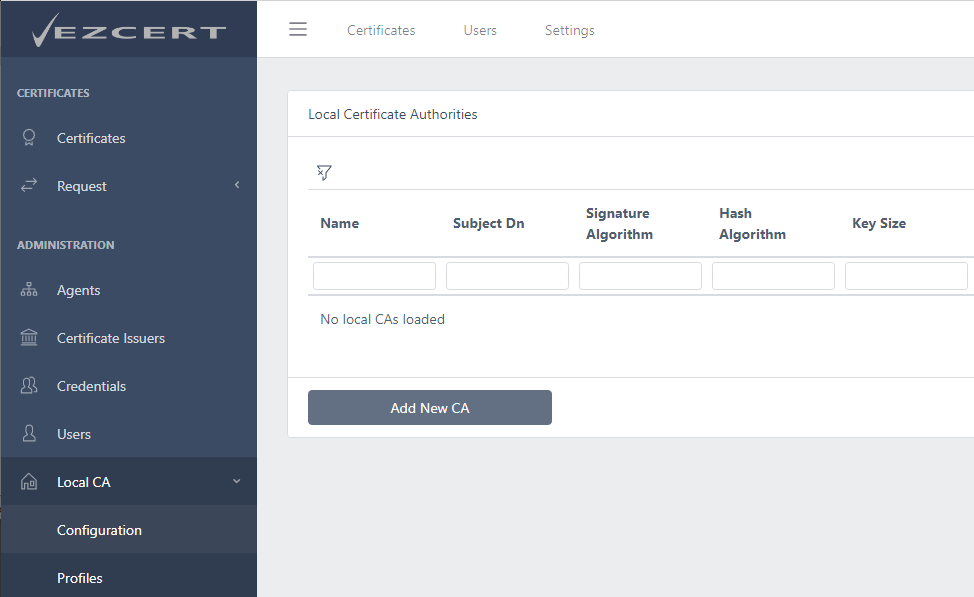 EZCERT
Certificates Users Settings
CERTIFICATES
Certificates
Request
ADMINISTRATION
Agents
Certificate Issuers
Credentials
Users
Local CA
Configuration
Profiles
Local Certificate Authorities
Name Subject Dn Signature Algorithm Hash Algorithm Key Size
No local CAs loaded
Add New CA